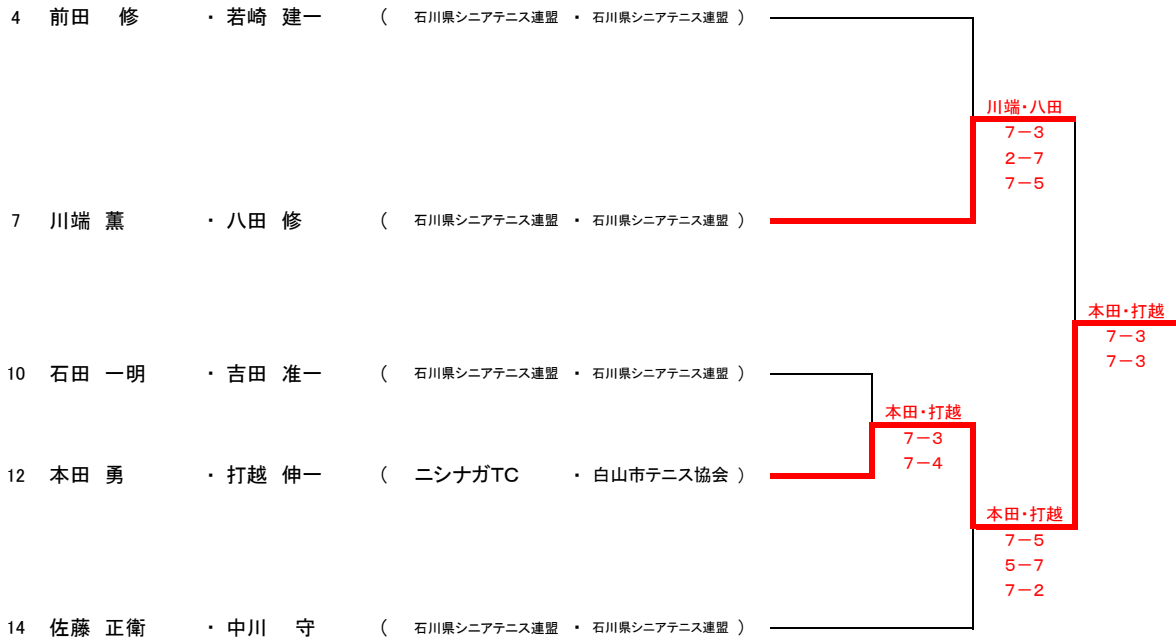 4 前田 修 ・ 若崎 建一 ( 石川県シニアテニス連盟 ・ 石川県シニアテニス連盟 )
川端・八田
7－3
2－7
7－5
7 川端 薫 ・ 八田 修 ( 石川県シニアテニス連盟 ・ 石川県シニアテニス連盟 )
本田・打越
7－3
7－3
10 石田 一明 ・ 吉田 准一 ( 石川県シニアテニス連盟 ・ 石川県シニアテニス連盟 )
本田・打越
7－3
7－4
12 本田 勇 ・ 打越 伸一 ( ニシナガTC ・ 白山市テニス協会 )
本田・打越
7－5
5－7
7－2
14 佐藤 正衛 ・ 中川 守 ( 石川県シニアテニス連盟 ・ 石川県シニアテニス連盟 )